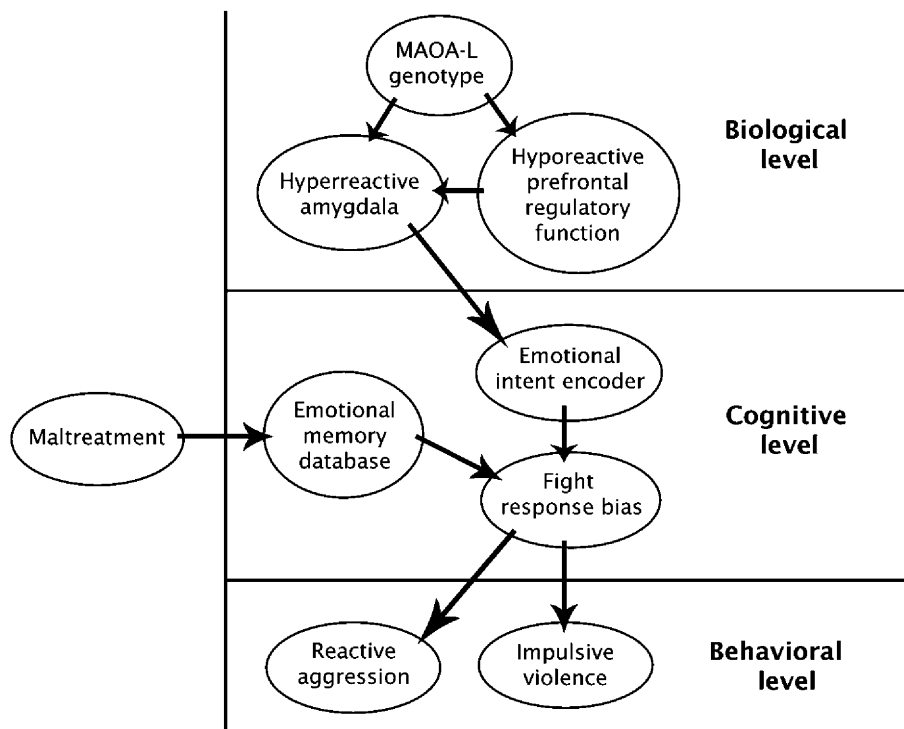 MAOA-L
genotype
Biological
level
Hyperreactive
amygdala
Hyporeactive
prefrontal
regulatory
function
Emotional
intent encoder
Maltreatment
Emotional
memory
database
Cognitive
level
Fight
response bias
Reactive
aggression
Impulsive
violence
Behavioral
level